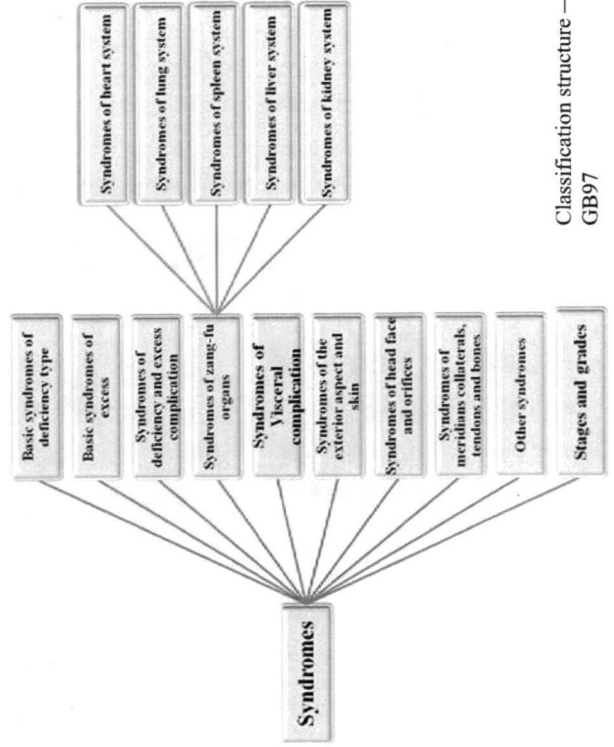 Syndromes
Basic syndromes of
deficiency type
Basic syndromes of
excess
Syndromes of
deficiency and excess
complication
Syndromes of zang-fu
organs
Syndromes of
Visceral
complication
Syndromes of the
exterior aspect and
skin
Syndromes of head face
and orifices
Syndromes of
meridians collaterals,
tendons and bones
Other syndromes
Stages and grades
Syndromes of heart system
Syndromes of lung system
Syndromes of spleen system
Syndromes of liver system
Syndromes of kidney system
Classification structure —
GB97